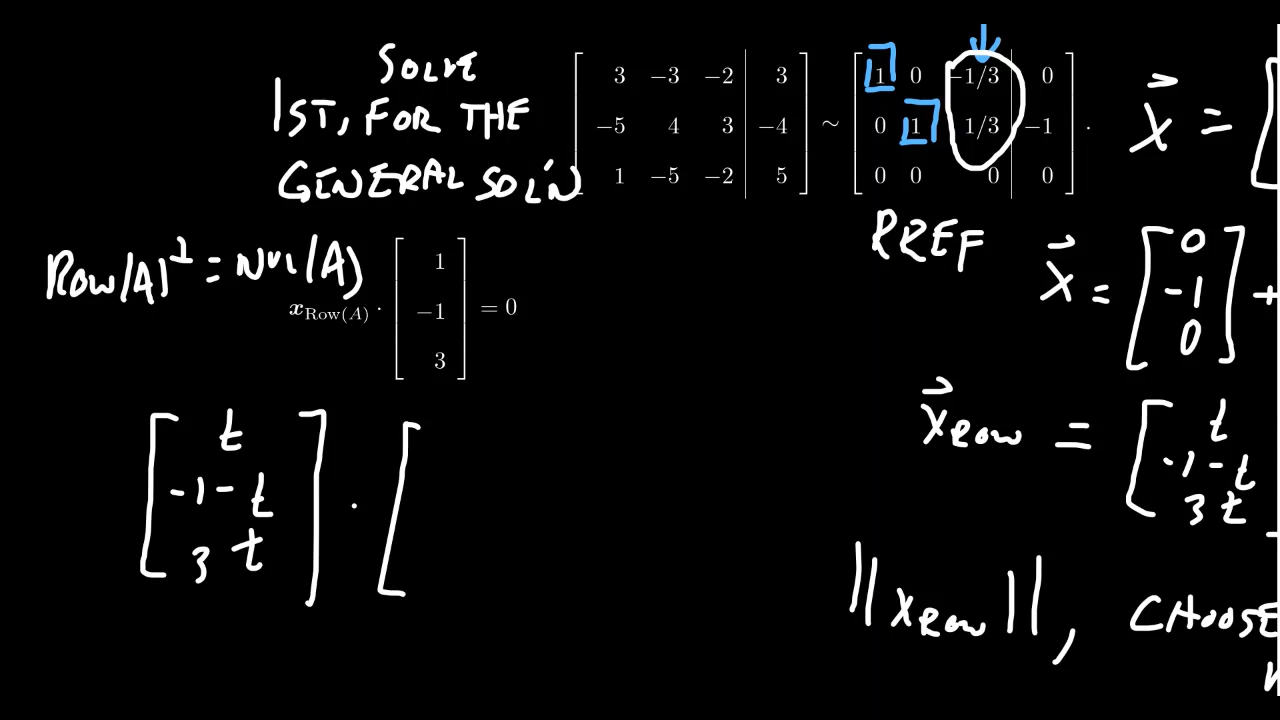 SOLVE
1ST, FOR THE
GENERAL SOL'N
[ 3 −3 −2 | 3 ]
[ −5 4 3 | −4 ]
[ 1 −5 −2 | 5 ]
∼
[ 1 0 −1/3 | 0 ]
[ 0 1 1/3 | −1 ]
[ 0 0 0 | 0 ]
.
x⃗ = [
RREF
x⃗ = [ 0 -1 0 ] +
Row(A)⊥ = Nul(A)
x_Row(A) · [ 1 −1 3 ] = 0
x⃗_Row = [ t -1-t 3t
[ t -1-t 3t ] · [
||x_Row||, CHOOSE